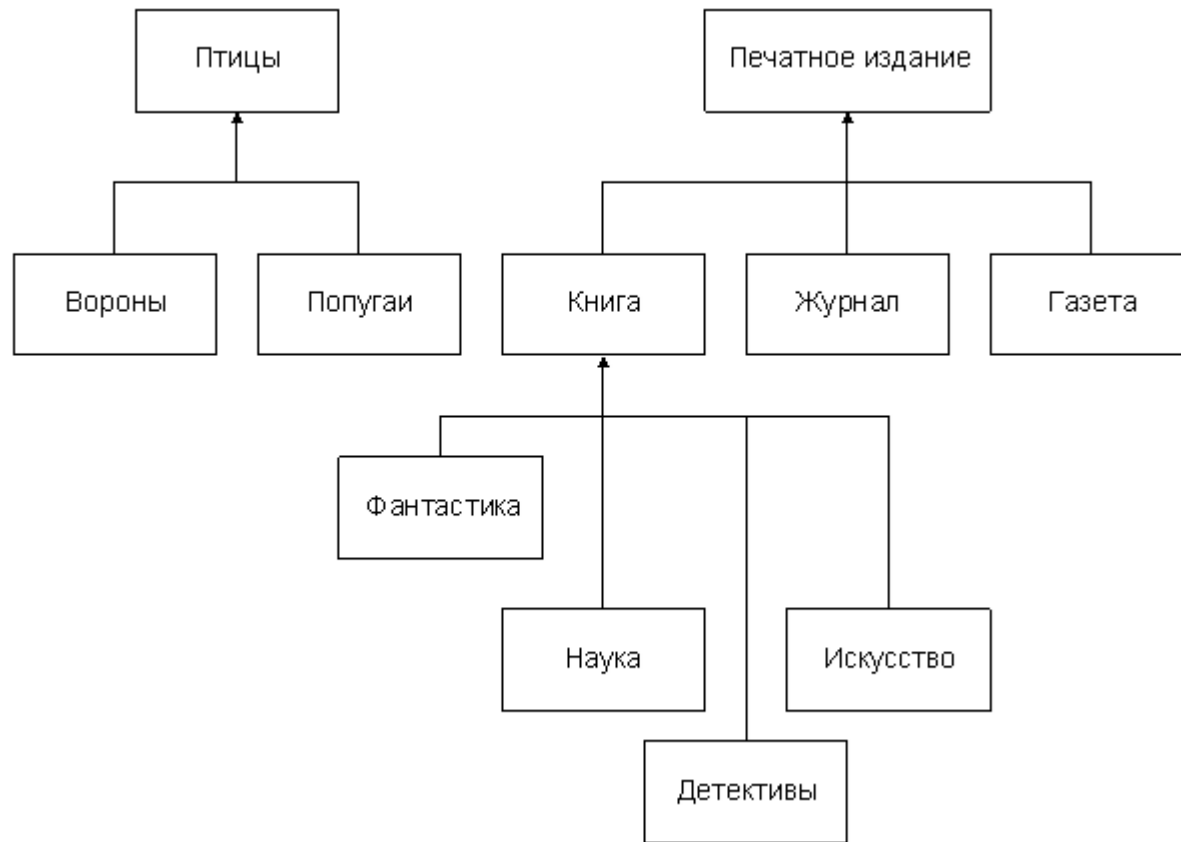 Птицы
Печатное издание
Вороны
Попугаи
Книга
Журнал
Газета
Фантастика
Наука
Искусство
Детективы